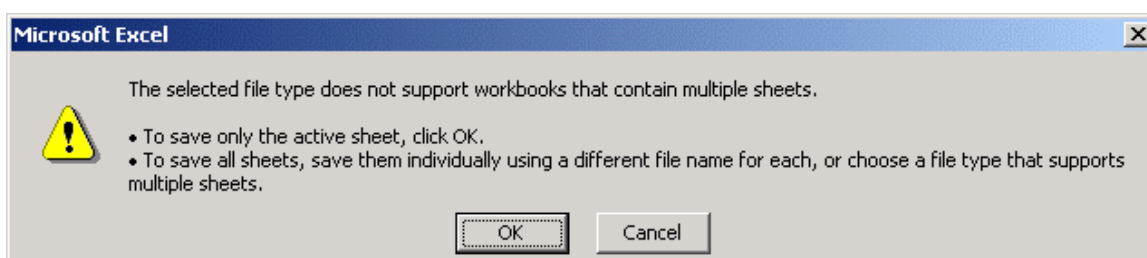 Microsoft Excel
The selected file type does not support workbooks that contain multiple sheets.
• To save only the active sheet, click OK.
• To save all sheets, save them individually using a different file name for each, or choose a file type that supports
multiple sheets.
OK
Cancel